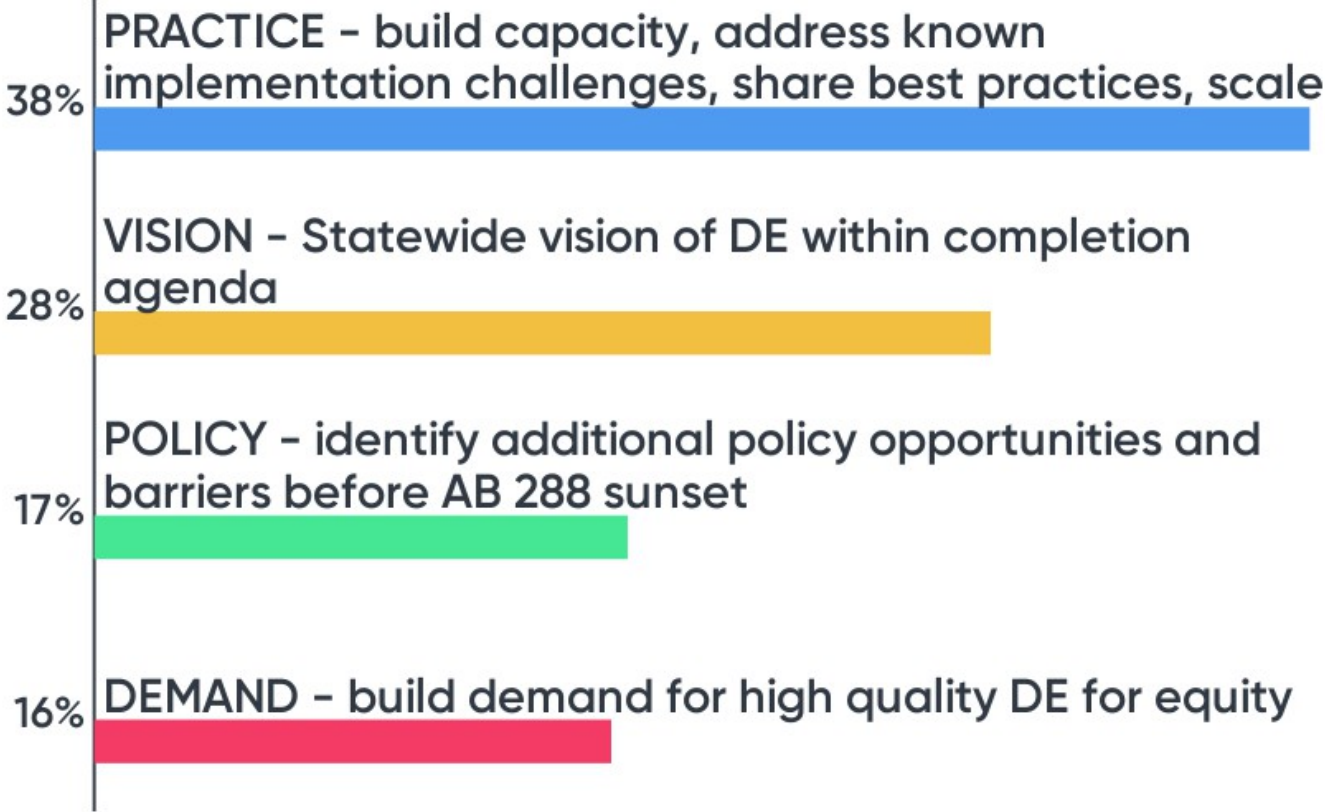 PRACTICE - build capacity, address known
implementation challenges, share best practices, scale
38%
VISION - Statewide vision of DE within completion
agenda
28%
POLICY - identify additional policy opportunities and
barriers before AB 288 sunset
17%
DEMAND - build demand for high quality DE for equity
16%